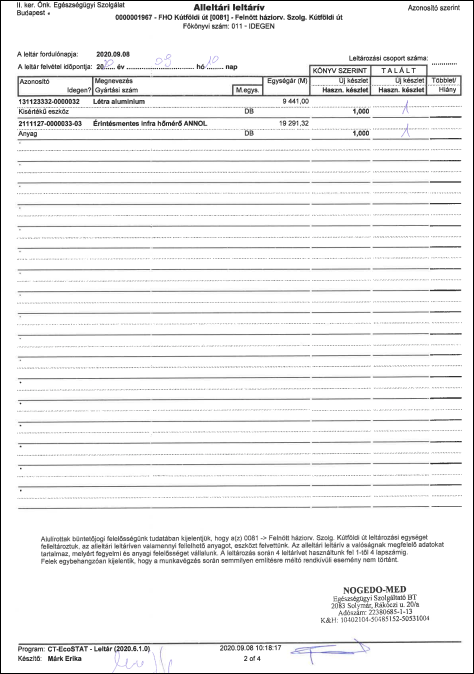 II. ker. Önk. Egészségügyi Szolgálat
Budapest
Alleltári leltárív
Azonosító szerint
0000001967 - FHO Kútföldi út [0081] - Felnőtt háziorv. Szolg. Kútföldi út
Főkönyvi szám: 011 - IDEGEN
A leltár fordulónapja: 2020.09.08
A leltár felvétel időpontja: 2020 év 09 hó 10 nap
Leltározási csoport száma:
KÖNYV SZERINT TALÁLT
Azonosító Megnevezés Egységár (M) Új készlet Új készlet Többlet/
Idegen? Gyártási szám M.egys. Haszn. készlet Haszn. készlet Hiány
131123332-0000032 Létra aluminium 9 441,00
Kisértékű eszköz DB 1,000 1
2111127-0000033-03 Érintésmentes infra hőmérő ANNOL 19 291,32
Anyag DB 1,000 1
Alulírottak büntetőjogi felelősségünk tudatában kijelentjük, hogy a(z) 0081 -> Felnőtt háziorv. Szolg. Kútföldi út leltározási egységet
felleltároztuk, az alleltári leltáríven valamennyi fellelhető anyagot, eszközt felvettünk. Az alleltári leltárív a valóságnak megfelelő adatokat
tartalmaz, melyért fegyelmi és anyagi felelősséget vállalunk. A leltározás során 4 leltárívet használtunk fel 1-től 4 lapszámig.
Felek egybehangzóan kijelentik, hogy a munkavégzés során semmilyen említésre méltó rendkívüli esemény nem történt.
NOGEDO-MED
Egészségügyi Szolgáltató BT
2083 Solymár, Rákóczi u. 20/a
Adószám: 22380685-1-13
K&H: 10402104-50485152-50531004
Program: CT-EcoSTAT - Leltár (2020.6.1.0) 2020.09.08 10:18:17
Készítő: Márk Erika 2 of 4